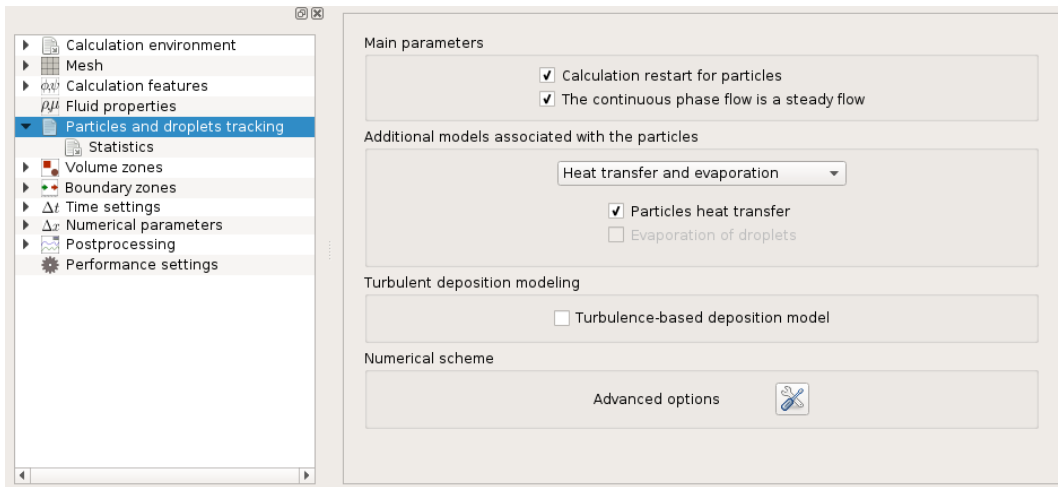 Calculation environment
Mesh
ϕ,ψ Calculation features
ρ,μ Fluid properties
Particles and droplets tracking
Statistics
Volume zones
Boundary zones
Δt Time settings
Δx Numerical parameters
Postprocessing
Performance settings
Main parameters
Calculation restart for particles
The continuous phase flow is a steady flow
Additional models associated with the particles
Heat transfer and evaporation
Particles heat transfer
Evaporation of droplets
Turbulent deposition modeling
Turbulence-based deposition model
Numerical scheme
Advanced options